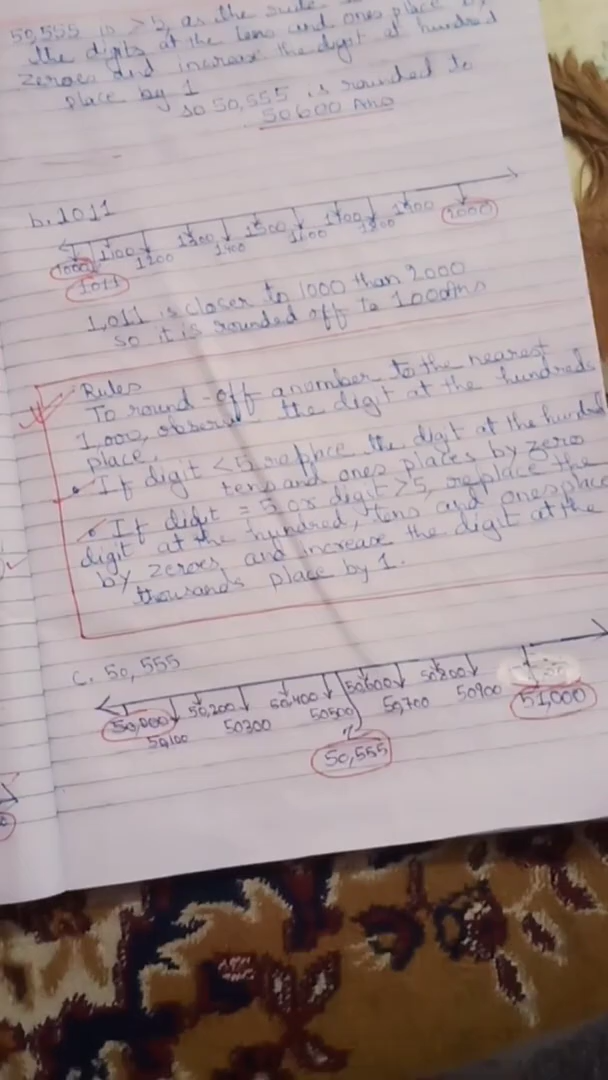 50,555 is > 5, as the
the digits at the tens and ones place
zeroes and increase the digit at hundred
place by 1
so 50,555 is rounded to
50600 Ans
b. 1011
1000 1100 1200 1300 1400 1500 1600 1700 1800 1900 2000
1011
1,011 is closer to 1000 than 2000
so it is rounded off to 1000Ans
Rules
To round-off a number to the nearest
1,000, observe the digit at the hundreds
place.
• If digit < 5, replace the digit at the hundred
tens and ones places by zero
• If digit = 5 or digit > 5, replace the
digit at the hundred, tens and ones place
by zeroes and increase the digit at the
thousands place by 1.
C. 50,555
50,000 50,100 50,200 50300 50,400 50500 50,600 50,700 50,800 50900 51,000
50,555